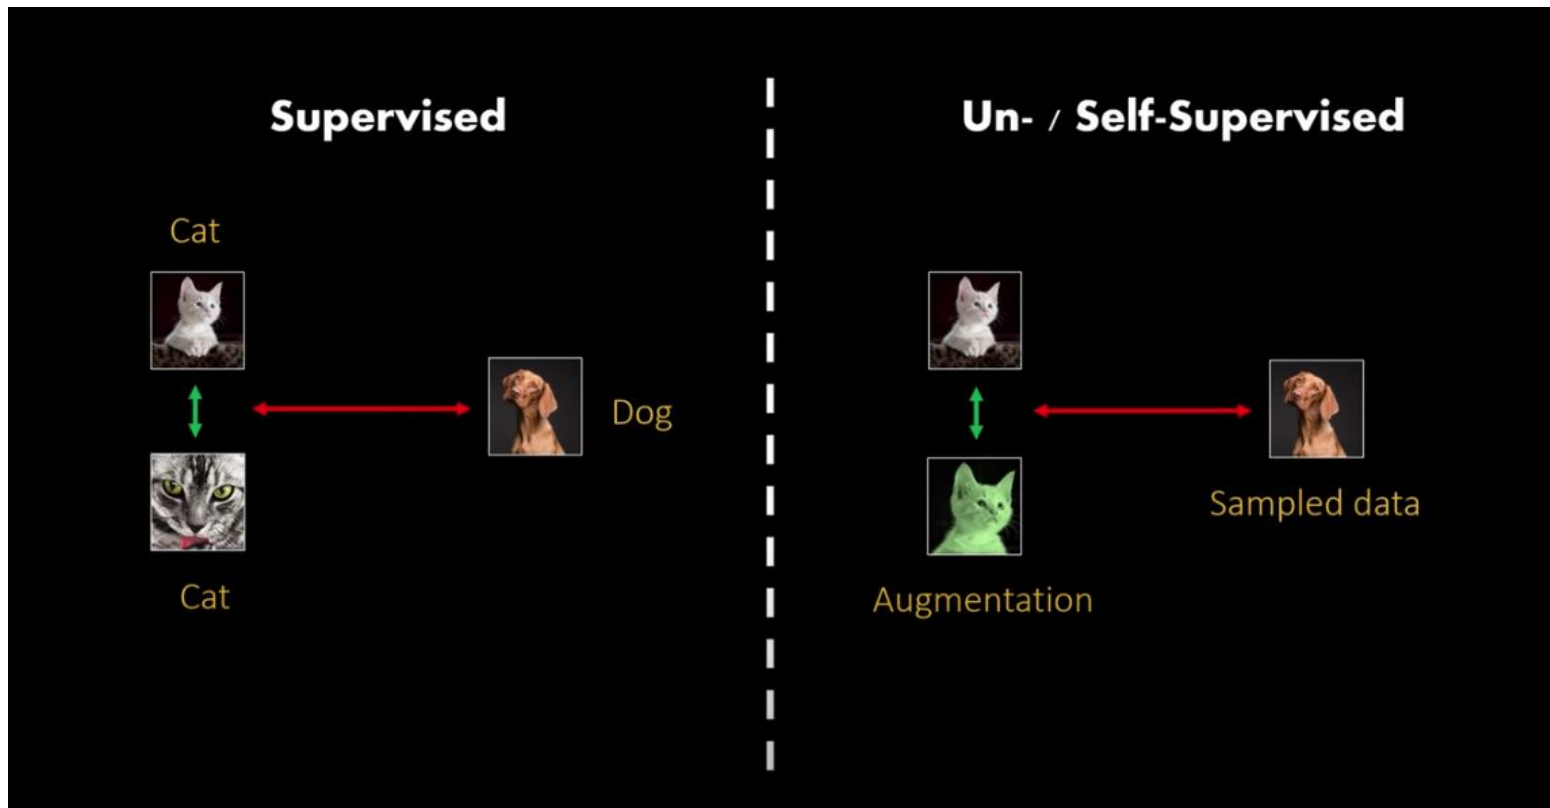 Supervised
Cat
Dog
Cat
Un- / Self-Supervised
Sampled data
Augmentation